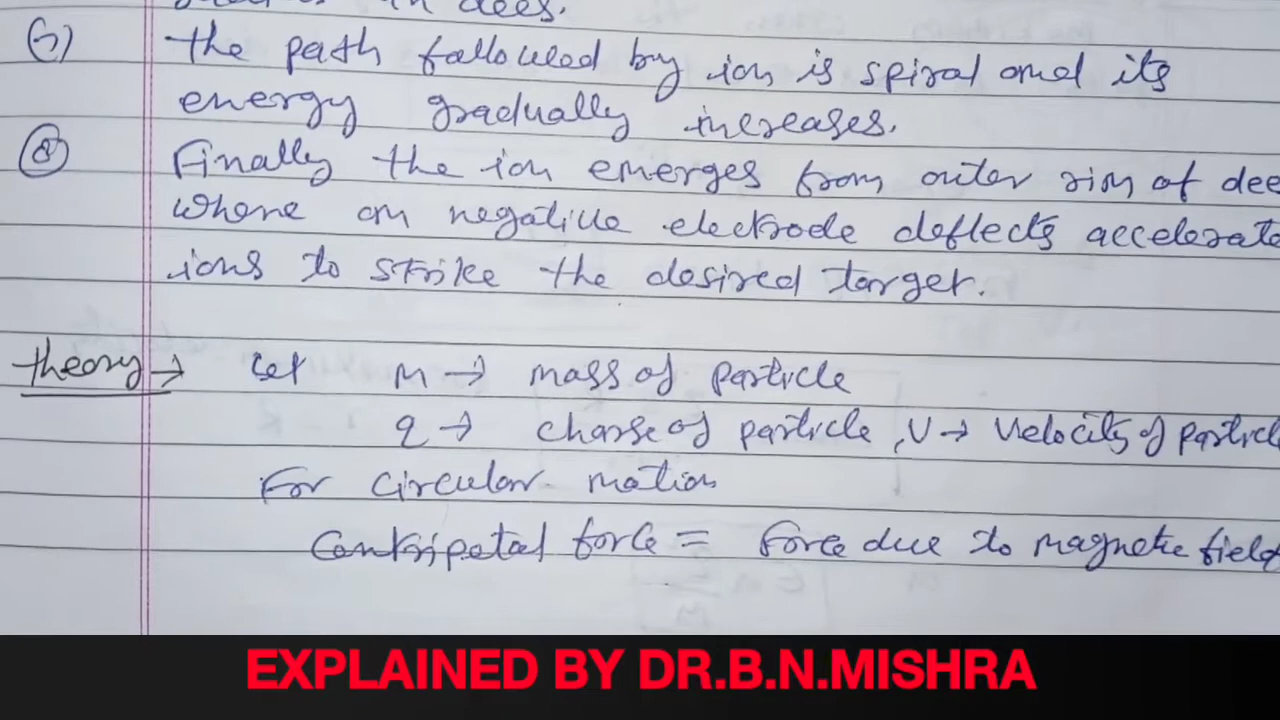 in dees.
(7) the path followed by ion is spiral and its
energy gradually increases.
(8) Finally the ion emerges from outer rim of dee
where an negative electrode deflects accelerate
ions to strike the desired target.
theory → Let m → mass of particle
q → charge of particle, v → velocity of particl
For circular motion
Centripetal force = force due to magnetic field
EXPLAINED BY DR.B.N.MISHRA